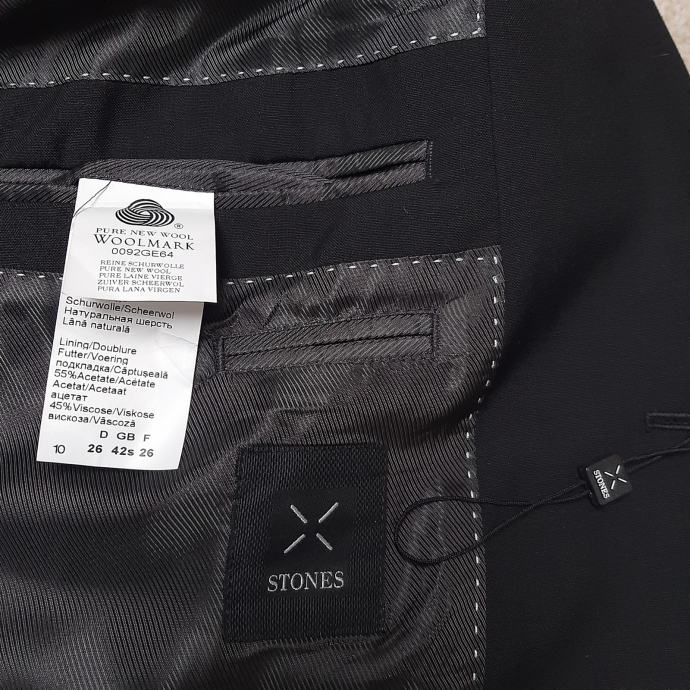 ®
PURE NEW WOOL
WOOLMARK
0092GE64
REINE SCHURWOLLE
PURE NEW WOOL
PURE LAINE VIERGE
ZUIVER SCHEERWOL
PURA LANA VIRGEN
Schurwolle/Scheerwol
Натуральная шерсть
Lână naturală
Lining/Doublure
Futter/Voering
подкладка/Căptuşeală
55%Acetate/Acétate
Acetat/Acetaat
ацетат
45%Viscose/Viskose
вискоза/Vâscoză
D GB F
10 26 42s 26
STONES
STONES